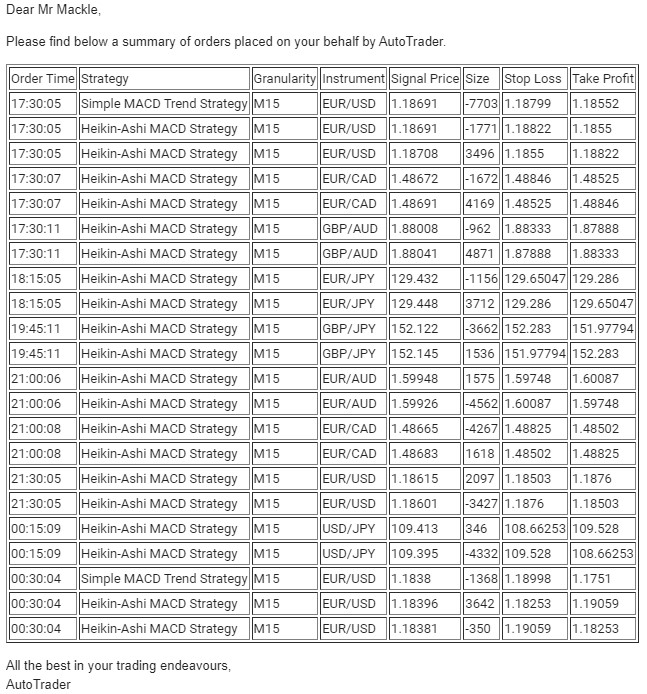 Dear Mr Mackle,
Please find below a summary of orders placed on your behalf by AutoTrader.
Order Time Strategy Granularity Instrument Signal Price Size Stop Loss Take Profit
17:30:05 Simple MACD Trend Strategy M15 EUR/USD 1.18691 -7703 1.18799 1.18552
17:30:05 Heikin-Ashi MACD Strategy M15 EUR/USD 1.18691 -1771 1.18822 1.1855
17:30:05 Heikin-Ashi MACD Strategy M15 EUR/USD 1.18708 3496 1.1855 1.18822
17:30:07 Heikin-Ashi MACD Strategy M15 EUR/CAD 1.48672 -1672 1.48846 1.48525
17:30:07 Heikin-Ashi MACD Strategy M15 EUR/CAD 1.48691 4169 1.48525 1.48846
17:30:11 Heikin-Ashi MACD Strategy M15 GBP/AUD 1.88008 -962 1.88333 1.87888
17:30:11 Heikin-Ashi MACD Strategy M15 GBP/AUD 1.88041 4871 1.87888 1.88333
18:15:05 Heikin-Ashi MACD Strategy M15 EUR/JPY 129.432 -1156 129.65047 129.286
18:15:05 Heikin-Ashi MACD Strategy M15 EUR/JPY 129.448 3712 129.286 129.65047
19:45:11 Heikin-Ashi MACD Strategy M15 GBP/JPY 152.122 -3662 152.283 151.97794
19:45:11 Heikin-Ashi MACD Strategy M15 GBP/JPY 152.145 1536 151.97794 152.283
21:00:06 Heikin-Ashi MACD Strategy M15 EUR/AUD 1.59948 1575 1.59748 1.60087
21:00:06 Heikin-Ashi MACD Strategy M15 EUR/AUD 1.59926 -4562 1.60087 1.59748
21:00:08 Heikin-Ashi MACD Strategy M15 EUR/CAD 1.48665 -4267 1.48825 1.48502
21:00:08 Heikin-Ashi MACD Strategy M15 EUR/CAD 1.48683 1618 1.48502 1.48825
21:30:05 Heikin-Ashi MACD Strategy M15 EUR/USD 1.18615 2097 1.18503 1.1876
21:30:05 Heikin-Ashi MACD Strategy M15 EUR/USD 1.18601 -3427 1.1876 1.18503
00:15:09 Heikin-Ashi MACD Strategy M15 USD/JPY 109.413 346 108.66253 109.528
00:15:09 Heikin-Ashi MACD Strategy M15 USD/JPY 109.395 -4332 109.528 108.66253
00:30:04 Simple MACD Trend Strategy M15 EUR/USD 1.1838 -1368 1.18998 1.1751
00:30:04 Heikin-Ashi MACD Strategy M15 EUR/USD 1.18396 3642 1.18253 1.19059
00:30:04 Heikin-Ashi MACD Strategy M15 EUR/USD 1.18381 -350 1.19059 1.18253
All the best in your trading endeavours,
AutoTrader